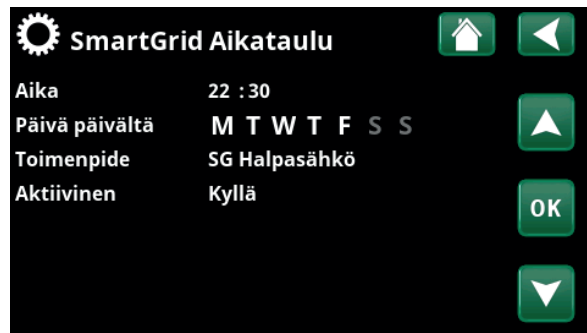 SmartGrid Aikataulu
Aika 22 :30
Päivä päivältä M T W T F S S
Toimenpide SG Halpasähkö
Aktiivinen Kyllä
OK